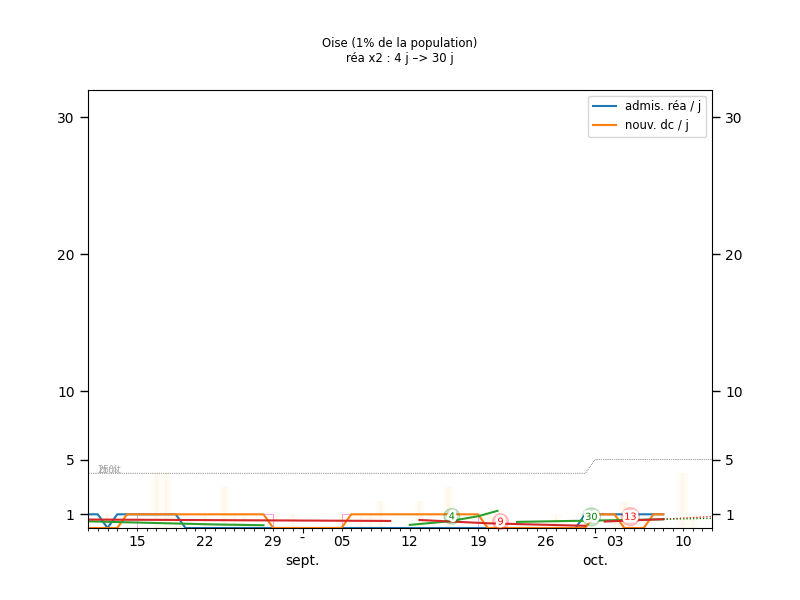 Oise (1% de la population)
réa x2 : 4 j –> 30 j
admis. réa / j
nouv. dc / j
30 30
20 20
10 10
5 5
1 1
4 9 30 13
15 22 29 - 05 12 19 26 - 03 10
sept. oct.